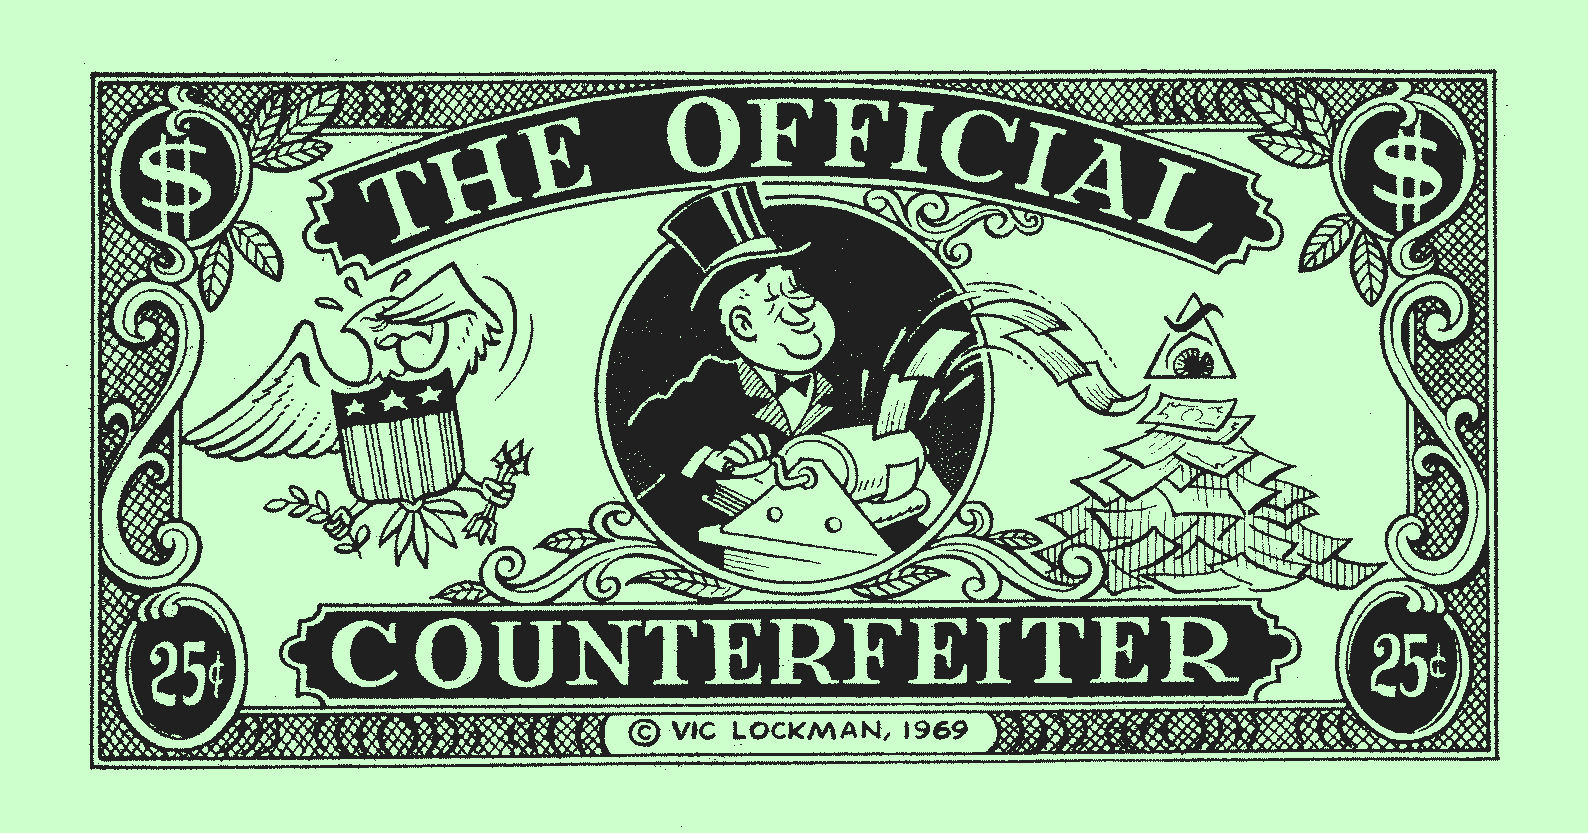 $ $
THE OFFICIAL
COUNTERFEITER
25¢ 25¢
© VIC LOCKMAN, 1969